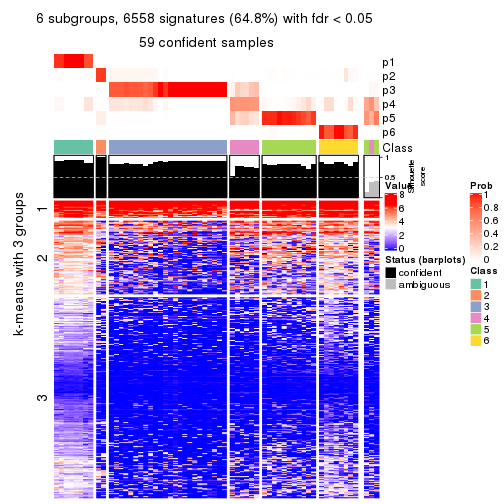 6 subgroups, 6558 signatures (64.8%) with fdr < 0.05
59 confident samples
p1
p2
p3
p4
p5
p6
Class
1
0.5
0
Silhouette
score
k-means with 3 groups
1
2
3
Value
8
6
4
2
0
Status (barplots)
confident
ambiguous
Prob
1
0.8
0.6
0.4
0.2
0
Class
1
2
3
4
5
6